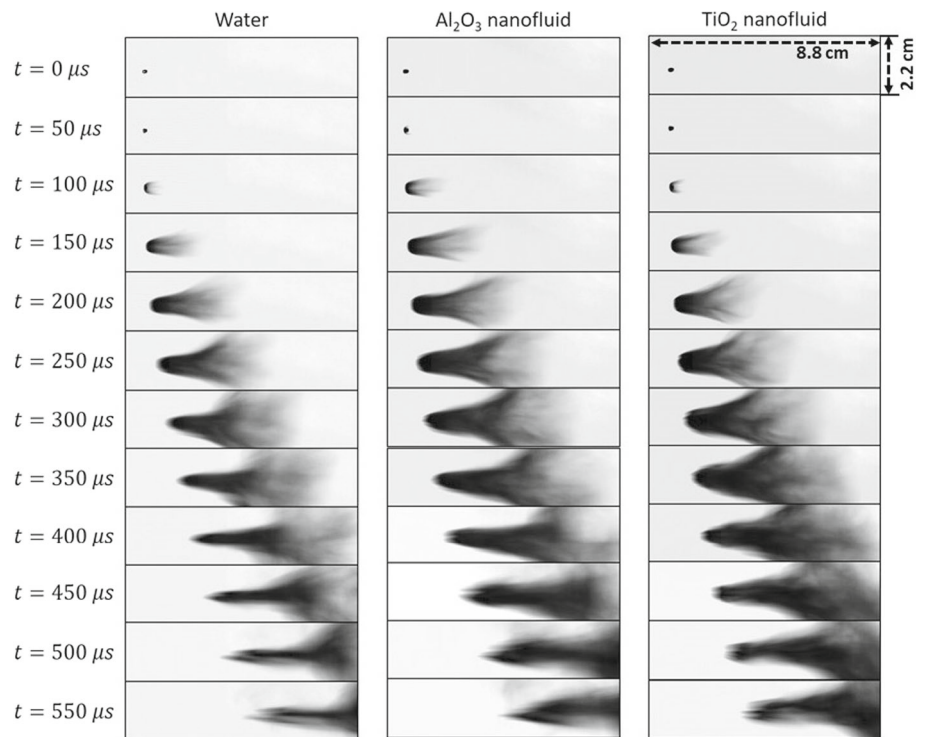 Water
Al₂O₃ nanofluid
TiO₂ nanofluid
8.8 cm
2.2 cm
t = 0 μs
t = 50 μs
t = 100 μs
t = 150 μs
t = 200 μs
t = 250 μs
t = 300 μs
t = 350 μs
t = 400 μs
t = 450 μs
t = 500 μs
t = 550 μs